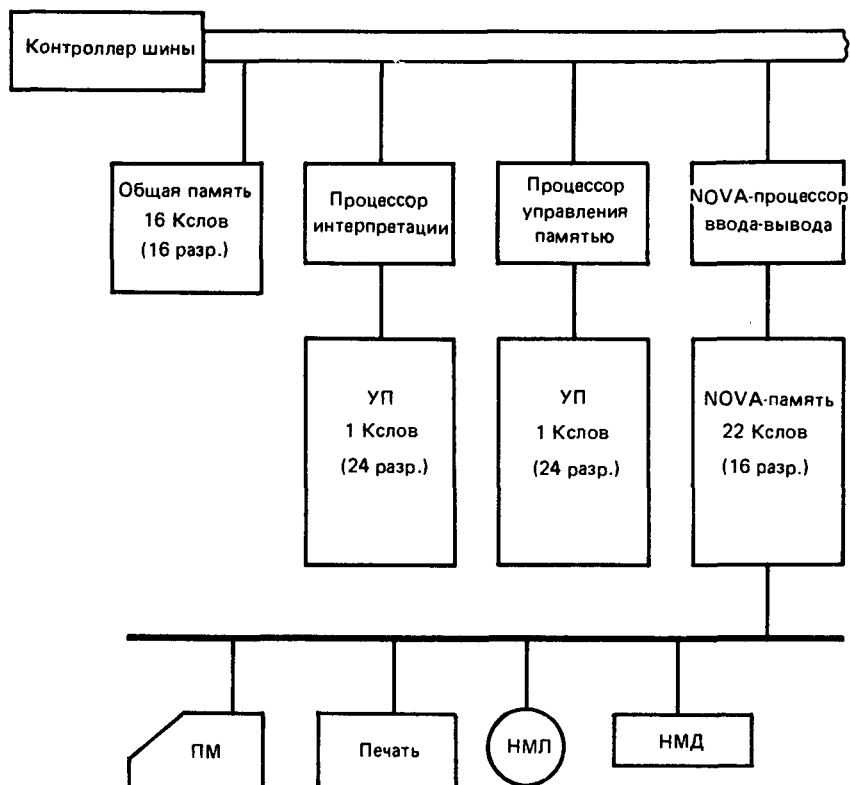 Контроллер шины
Общая память
16 Кслов
(16 разр.)
Процессор
интерпретации
Процессор
управления
памятью
NOVA-процессор
ввода-вывода
УП
1 Кслов
(24 разр.)
УП
1 Кслов
(24 разр.)
NOVA-память
22 Кслов
(16 разр.)
ПМ
Печать
НМЛ
НМД